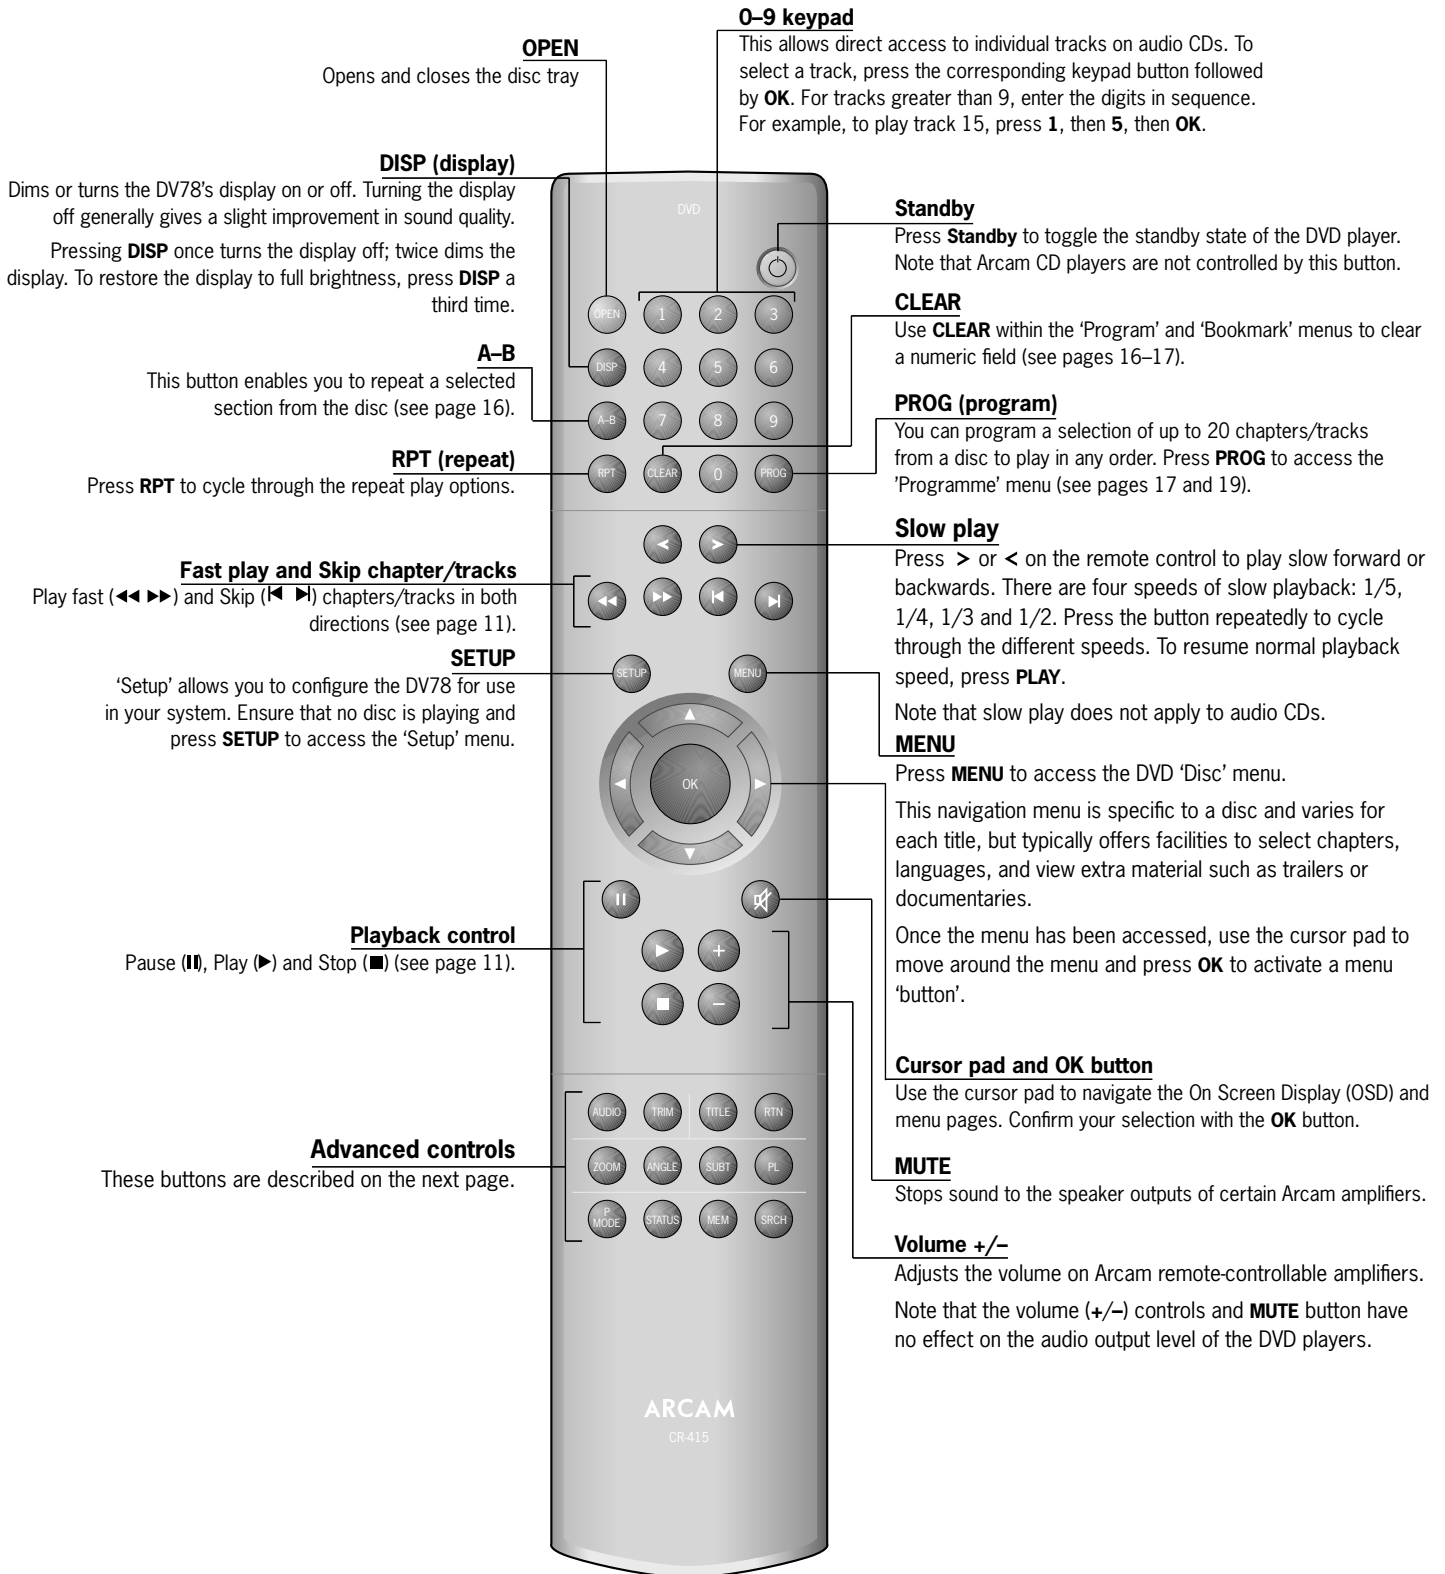 0–9 keypad
This allows direct access to individual tracks on audio CDs. To
select a track, press the corresponding keypad button followed
by OK. For tracks greater than 9, enter the digits in sequence.
For example, to play track 15, press 1, then 5, then OK.
OPEN
Opens and closes the disc tray
DISP (display)
Dims or turns the DV78's display on or off. Turning the display
off generally gives a slight improvement in sound quality.
Pressing DISP once turns the display off; twice dims the
display. To restore the display to full brightness, press DISP a
third time.
A–B
This button enables you to repeat a selected
section from the disc (see page 16).
RPT (repeat)
Press RPT to cycle through the repeat play options.
Fast play and Skip chapter/tracks
Play fast (◀◀ ▶▶) and Skip (|◀ ▶|) chapters/tracks in both
directions (see page 11).
SETUP
‘Setup’ allows you to configure the DV78 for use
in your system. Ensure that no disc is playing and
press SETUP to access the ‘Setup’ menu.
Playback control
Pause (❚❚), Play (▶) and Stop (■) (see page 11).
Advanced controls
These buttons are described on the next page.
DVD
OPEN 1 2 3
DISP 4 5 6
A–B 7 8 9
RPT CLEAR 0 PROG
< >
◀◀ ▶▶ |◀ ▶|
SETUP MENU
OK
+
–
AUDIO TRIM TITLE RTN
ZOOM ANGLE SUBT PL
P
MODE STATUS MEM SRCH
ARCAM
CR-415
Standby
Press Standby to toggle the standby state of the DVD player.
Note that Arcam CD players are not controlled by this button.
CLEAR
Use CLEAR within the ‘Program’ and ‘Bookmark’ menus to clear
a numeric field (see pages 16–17).
PROG (program)
You can program a selection of up to 20 chapters/tracks
from a disc to play in any order. Press PROG to access the
’Programme’ menu (see pages 17 and 19).
Slow play
Press > or < on the remote control to play slow forward or
backwards. There are four speeds of slow playback: 1/5,
1/4, 1/3 and 1/2. Press the button repeatedly to cycle
through the different speeds. To resume normal playback
speed, press PLAY.
Note that slow play does not apply to audio CDs.
MENU
Press MENU to access the DVD ‘Disc’ menu.
This navigation menu is specific to a disc and varies for
each title, but typically offers facilities to select chapters,
languages, and view extra material such as trailers or
documentaries.
Once the menu has been accessed, use the cursor pad to
move around the menu and press OK to activate a menu
‘button’.
Cursor pad and OK button
Use the cursor pad to navigate the On Screen Display (OSD) and
menu pages. Confirm your selection with the OK button.
MUTE
Stops sound to the speaker outputs of certain Arcam amplifiers.
Volume +/–
Adjusts the volume on Arcam remote-controllable amplifiers.
Note that the volume (+/–) controls and MUTE button have
no effect on the audio output level of the DVD players.